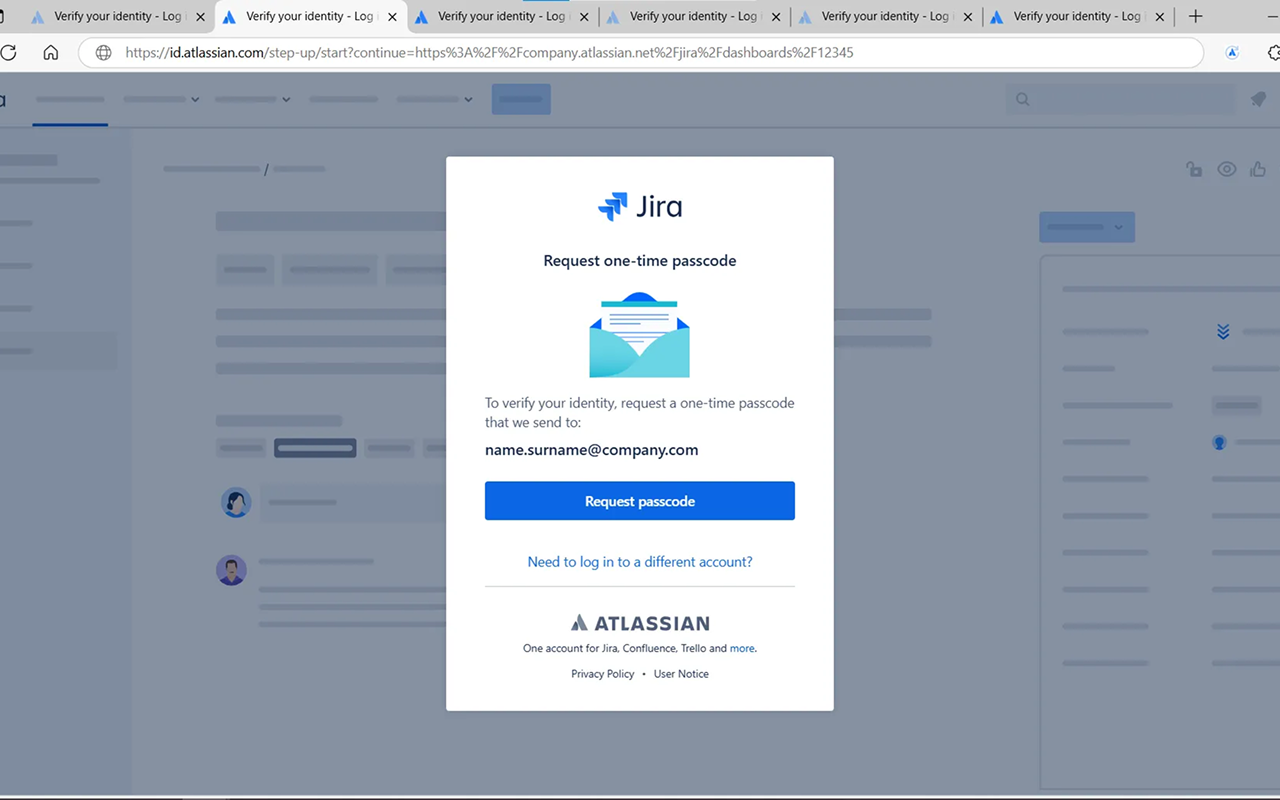 Verify your identity - Log
Verify your identity - Log
Verify your identity - Log
Verify your identity - Log
Verify your identity - Log
Verify your identity - Log
https://id.atlassian.com/step-up/start?continue=https%3A%2F%2Fcompany.atlassian.net%2Fjira%2Fdashboards%2F12345
a
/
Jira
Request one-time passcode
To verify your identity, request a one-time passcode
that we send to:
name.surname@company.com
Request passcode
Need to log in to a different account?
ATLASSIAN
One account for Jira, Confluence, Trello and more.
Privacy Policy • User Notice